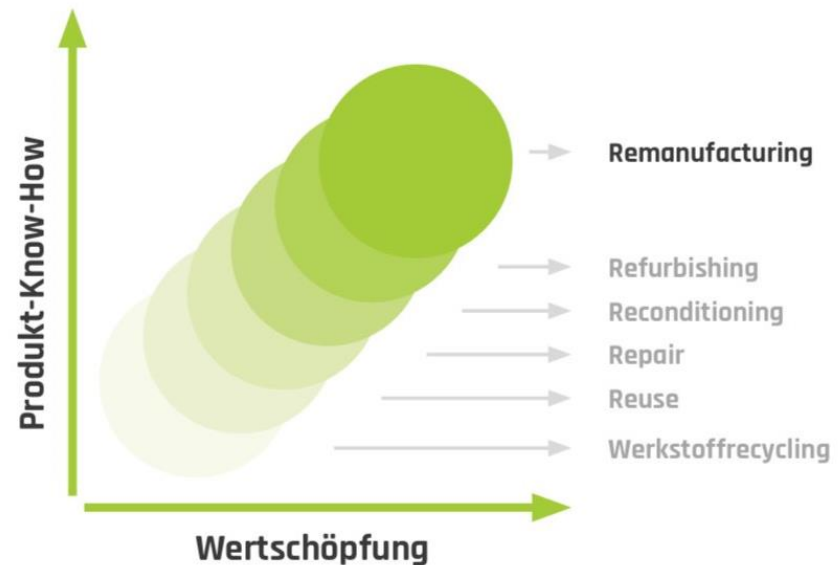 Produkt-Know-How
Remanufacturing
Refurbishing
Reconditioning
Repair
Reuse
Werkstoffrecycling
Wertschöpfung